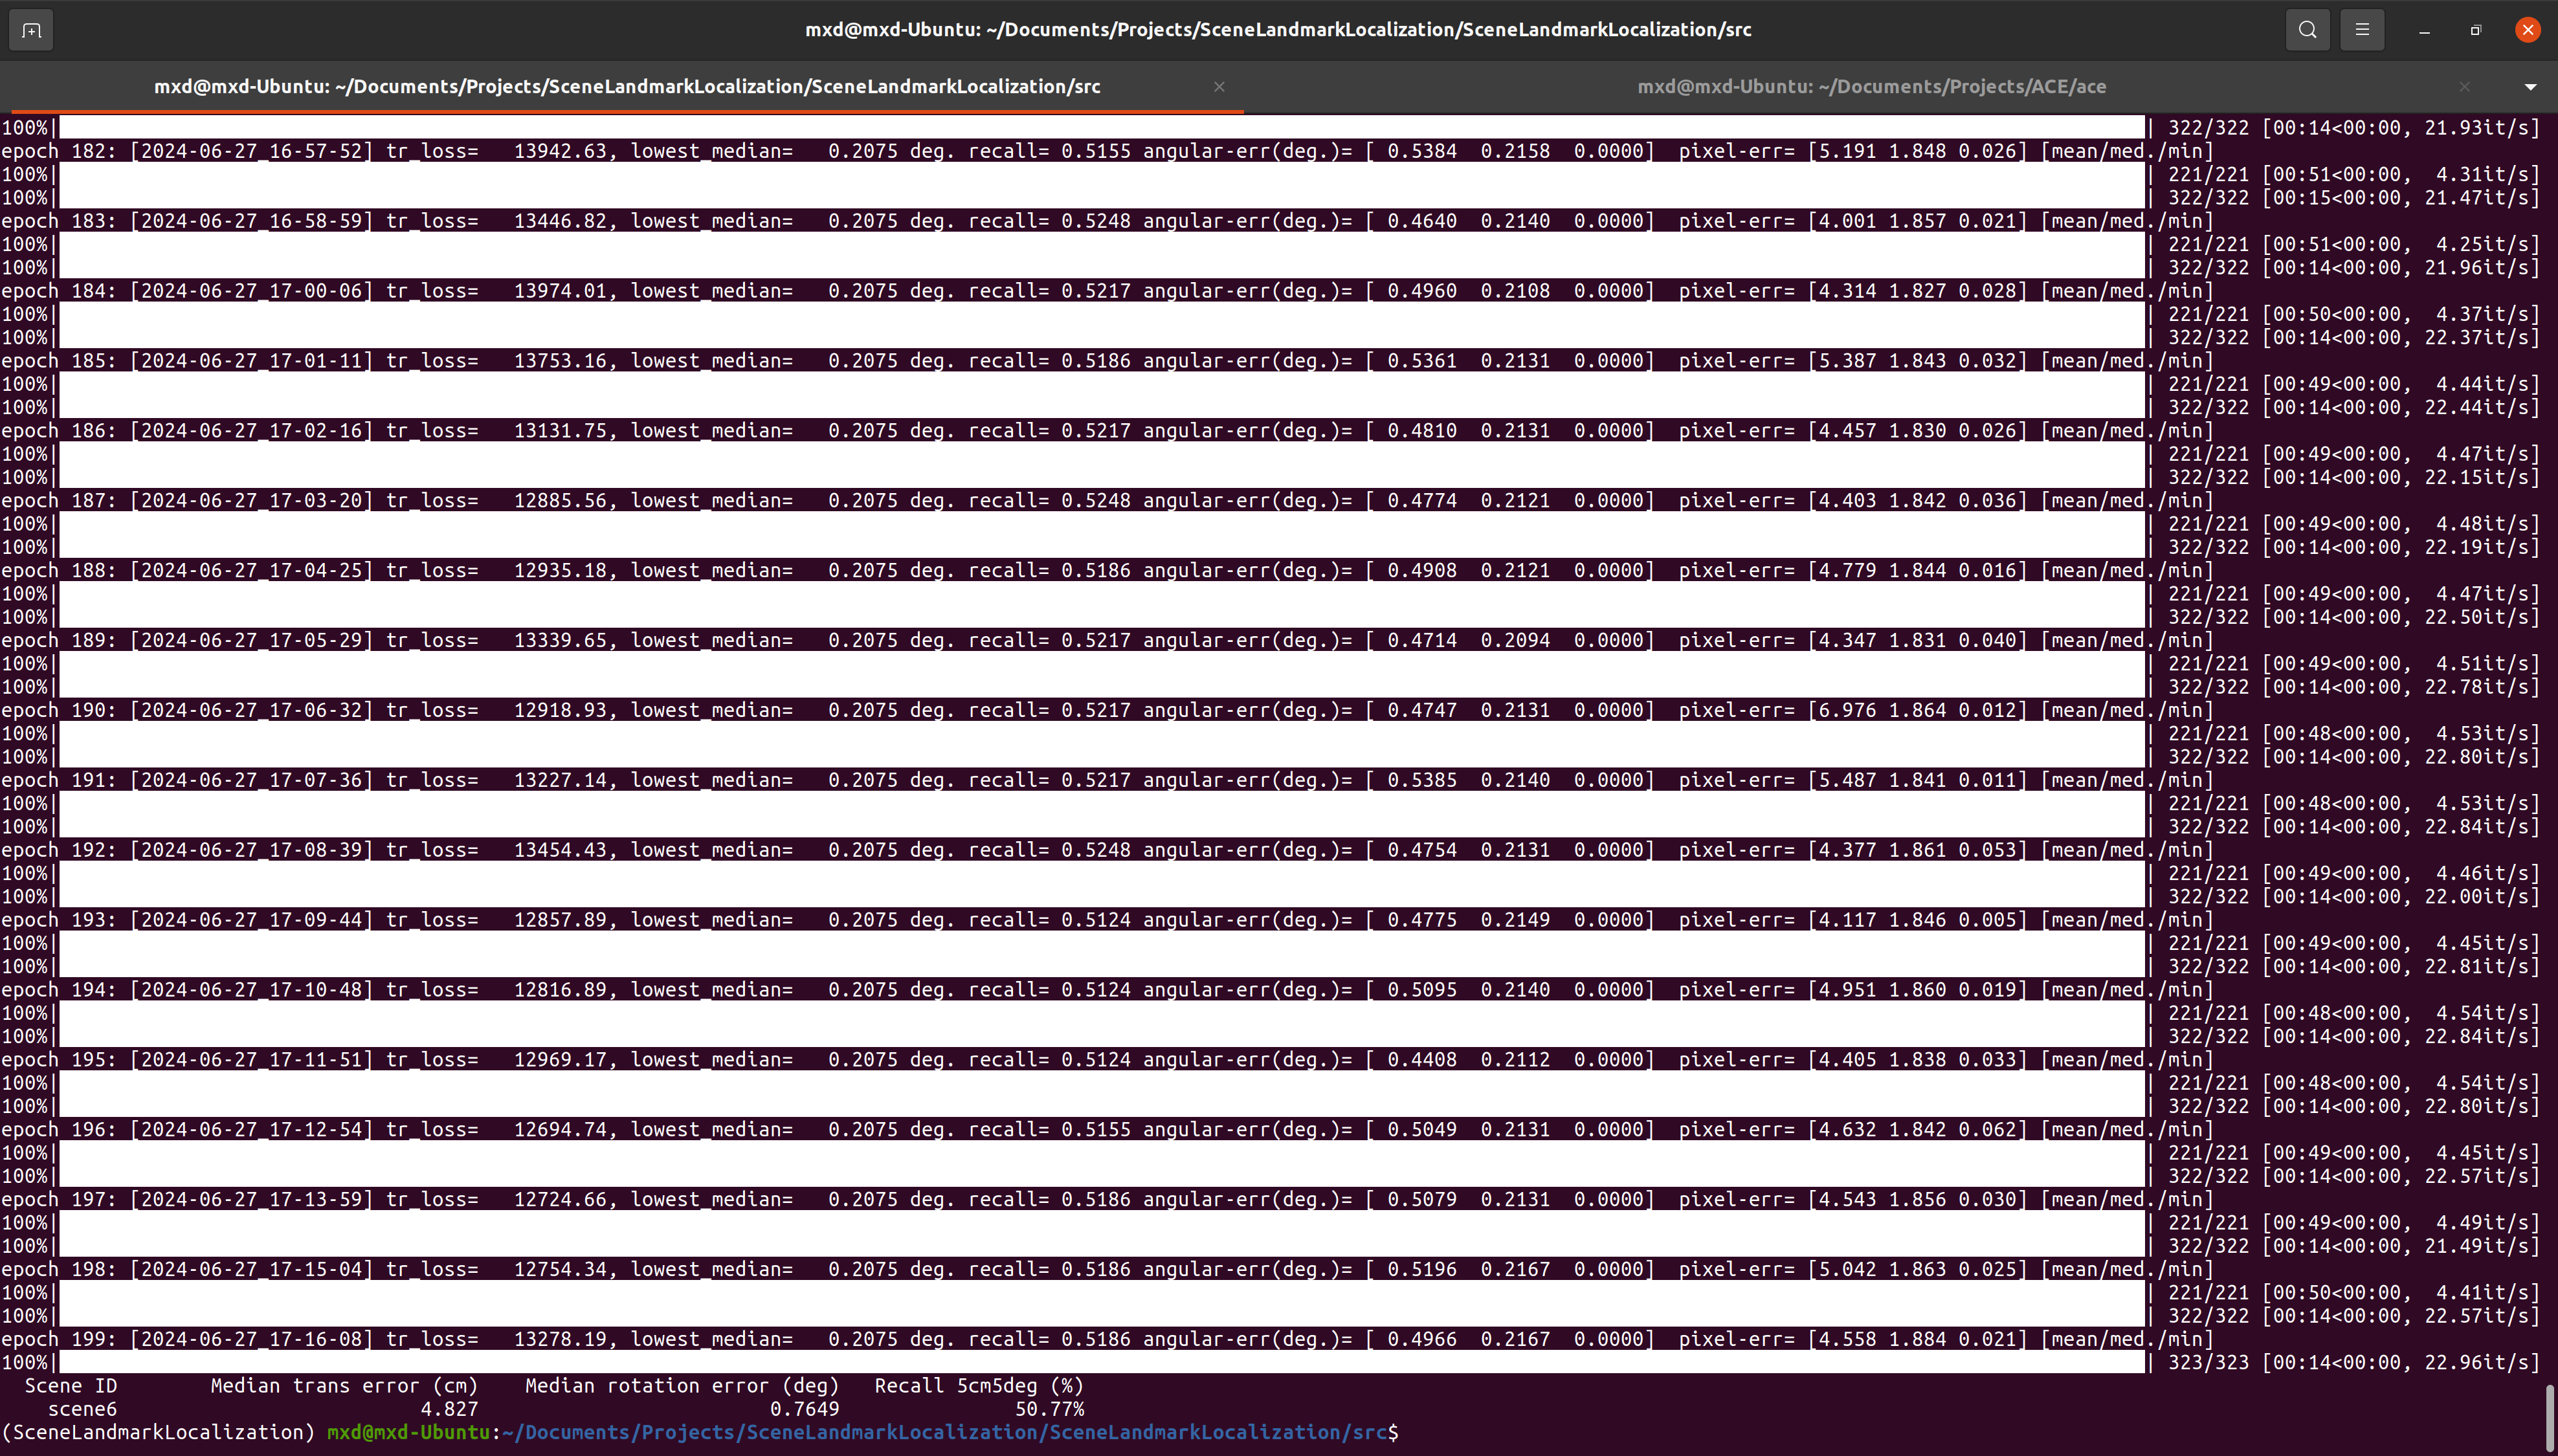 mxd@mxd-Ubuntu: ~/Documents/Projects/SceneLandmarkLocalization/SceneLandmarkLocalization/src
mxd@mxd-Ubuntu: ~/Documents/Projects/SceneLandmarkLocalization/SceneLandmarkLocalization/src
mxd@mxd-Ubuntu: ~/Documents/Projects/ACE/ace
100%| | 322/322 [00:14<00:00, 21.93it/s]
epoch 182: [2024-06-27_16-57-52] tr_loss= 13942.63, lowest_median= 0.2075 deg. recall= 0.5155 angular-err(deg.)= [ 0.5384 0.2158 0.0000] pixel-err= [5.191 1.848 0.026] [mean/med./min]
100%| | 221/221 [00:51<00:00, 4.31it/s]
100%| | 322/322 [00:15<00:00, 21.47it/s]
epoch 183: [2024-06-27_16-58-59] tr_loss= 13446.82, lowest_median= 0.2075 deg. recall= 0.5248 angular-err(deg.)= [ 0.4640 0.2140 0.0000] pixel-err= [4.001 1.857 0.021] [mean/med./min]
100%| | 221/221 [00:51<00:00, 4.25it/s]
100%| | 322/322 [00:14<00:00, 21.96it/s]
epoch 184: [2024-06-27_17-00-06] tr_loss= 13974.01, lowest_median= 0.2075 deg. recall= 0.5217 angular-err(deg.)= [ 0.4960 0.2108 0.0000] pixel-err= [4.314 1.827 0.028] [mean/med./min]
100%| | 221/221 [00:50<00:00, 4.37it/s]
100%| | 322/322 [00:14<00:00, 22.37it/s]
epoch 185: [2024-06-27_17-01-11] tr_loss= 13753.16, lowest_median= 0.2075 deg. recall= 0.5186 angular-err(deg.)= [ 0.5361 0.2131 0.0000] pixel-err= [5.387 1.843 0.032] [mean/med./min]
100%| | 221/221 [00:49<00:00, 4.44it/s]
100%| | 322/322 [00:14<00:00, 22.44it/s]
epoch 186: [2024-06-27_17-02-16] tr_loss= 13131.75, lowest_median= 0.2075 deg. recall= 0.5217 angular-err(deg.)= [ 0.4810 0.2131 0.0000] pixel-err= [4.457 1.830 0.026] [mean/med./min]
100%| | 221/221 [00:49<00:00, 4.47it/s]
100%| | 322/322 [00:14<00:00, 22.15it/s]
epoch 187: [2024-06-27_17-03-20] tr_loss= 12885.56, lowest_median= 0.2075 deg. recall= 0.5248 angular-err(deg.)= [ 0.4774 0.2121 0.0000] pixel-err= [4.403 1.842 0.036] [mean/med./min]
100%| | 221/221 [00:49<00:00, 4.48it/s]
100%| | 322/322 [00:14<00:00, 22.19it/s]
epoch 188: [2024-06-27_17-04-25] tr_loss= 12935.18, lowest_median= 0.2075 deg. recall= 0.5186 angular-err(deg.)= [ 0.4908 0.2121 0.0000] pixel-err= [4.779 1.844 0.016] [mean/med./min]
100%| | 221/221 [00:49<00:00, 4.47it/s]
100%| | 322/322 [00:14<00:00, 22.50it/s]
epoch 189: [2024-06-27_17-05-29] tr_loss= 13339.65, lowest_median= 0.2075 deg. recall= 0.5217 angular-err(deg.)= [ 0.4714 0.2094 0.0000] pixel-err= [4.347 1.831 0.040] [mean/med./min]
100%| | 221/221 [00:49<00:00, 4.51it/s]
100%| | 322/322 [00:14<00:00, 22.78it/s]
epoch 190: [2024-06-27_17-06-32] tr_loss= 12918.93, lowest_median= 0.2075 deg. recall= 0.5217 angular-err(deg.)= [ 0.4747 0.2131 0.0000] pixel-err= [6.976 1.864 0.012] [mean/med./min]
100%| | 221/221 [00:48<00:00, 4.53it/s]
100%| | 322/322 [00:14<00:00, 22.80it/s]
epoch 191: [2024-06-27_17-07-36] tr_loss= 13227.14, lowest_median= 0.2075 deg. recall= 0.5217 angular-err(deg.)= [ 0.5385 0.2140 0.0000] pixel-err= [5.487 1.841 0.011] [mean/med./min]
100%| | 221/221 [00:48<00:00, 4.53it/s]
100%| | 322/322 [00:14<00:00, 22.84it/s]
epoch 192: [2024-06-27_17-08-39] tr_loss= 13454.43, lowest_median= 0.2075 deg. recall= 0.5248 angular-err(deg.)= [ 0.4754 0.2131 0.0000] pixel-err= [4.377 1.861 0.053] [mean/med./min]
100%| | 221/221 [00:49<00:00, 4.46it/s]
100%| | 322/322 [00:14<00:00, 22.00it/s]
epoch 193: [2024-06-27_17-09-44] tr_loss= 12857.89, lowest_median= 0.2075 deg. recall= 0.5124 angular-err(deg.)= [ 0.4775 0.2149 0.0000] pixel-err= [4.117 1.846 0.005] [mean/med./min]
100%| | 221/221 [00:49<00:00, 4.45it/s]
100%| | 322/322 [00:14<00:00, 22.81it/s]
epoch 194: [2024-06-27_17-10-48] tr_loss= 12816.89, lowest_median= 0.2075 deg. recall= 0.5124 angular-err(deg.)= [ 0.5095 0.2140 0.0000] pixel-err= [4.951 1.860 0.019] [mean/med./min]
100%| | 221/221 [00:48<00:00, 4.54it/s]
100%| | 322/322 [00:14<00:00, 22.84it/s]
epoch 195: [2024-06-27_17-11-51] tr_loss= 12969.17, lowest_median= 0.2075 deg. recall= 0.5124 angular-err(deg.)= [ 0.4408 0.2112 0.0000] pixel-err= [4.405 1.838 0.033] [mean/med./min]
100%| | 221/221 [00:48<00:00, 4.54it/s]
100%| | 322/322 [00:14<00:00, 22.80it/s]
epoch 196: [2024-06-27_17-12-54] tr_loss= 12694.74, lowest_median= 0.2075 deg. recall= 0.5155 angular-err(deg.)= [ 0.5049 0.2131 0.0000] pixel-err= [4.632 1.842 0.062] [mean/med./min]
100%| | 221/221 [00:49<00:00, 4.45it/s]
100%| | 322/322 [00:14<00:00, 22.57it/s]
epoch 197: [2024-06-27_17-13-59] tr_loss= 12724.66, lowest_median= 0.2075 deg. recall= 0.5186 angular-err(deg.)= [ 0.5079 0.2131 0.0000] pixel-err= [4.543 1.856 0.030] [mean/med./min]
100%| | 221/221 [00:49<00:00, 4.49it/s]
100%| | 322/322 [00:14<00:00, 21.49it/s]
epoch 198: [2024-06-27_17-15-04] tr_loss= 12754.34, lowest_median= 0.2075 deg. recall= 0.5186 angular-err(deg.)= [ 0.5196 0.2167 0.0000] pixel-err= [5.042 1.863 0.025] [mean/med./min]
100%| | 221/221 [00:50<00:00, 4.41it/s]
100%| | 322/322 [00:14<00:00, 22.57it/s]
epoch 199: [2024-06-27_17-16-08] tr_loss= 13278.19, lowest_median= 0.2075 deg. recall= 0.5186 angular-err(deg.)= [ 0.4966 0.2167 0.0000] pixel-err= [4.558 1.884 0.021] [mean/med./min]
100%| | 323/323 [00:14<00:00, 22.96it/s]
Scene ID Median trans error (cm) Median rotation error (deg) Recall 5cm5deg (%)
scene6 4.827 0.7649 50.77%
(SceneLandmarkLocalization) mxd@mxd-Ubuntu:~/Documents/Projects/SceneLandmarkLocalization/SceneLandmarkLocalization/src$